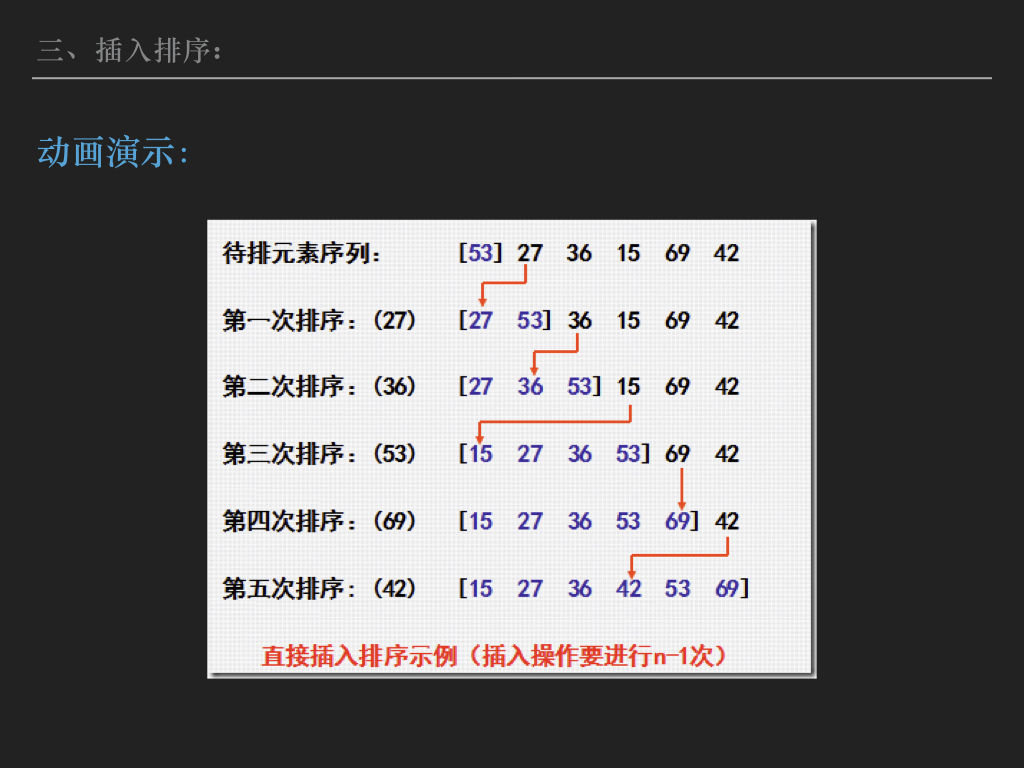 三、插入排序：
动画演示：
待排元素序列： [53] 27 36 15 69 42
第一次排序：(27) [27 53] 36 15 69 42
第二次排序：(36) [27 36 53] 15 69 42
第三次排序：(53) [15 27 36 53] 69 42
第四次排序：(69) [15 27 36 53 69] 42
第五次排序：(42) [15 27 36 42 53 69]
直接插入排序示例（插入操作要进行n-1次）